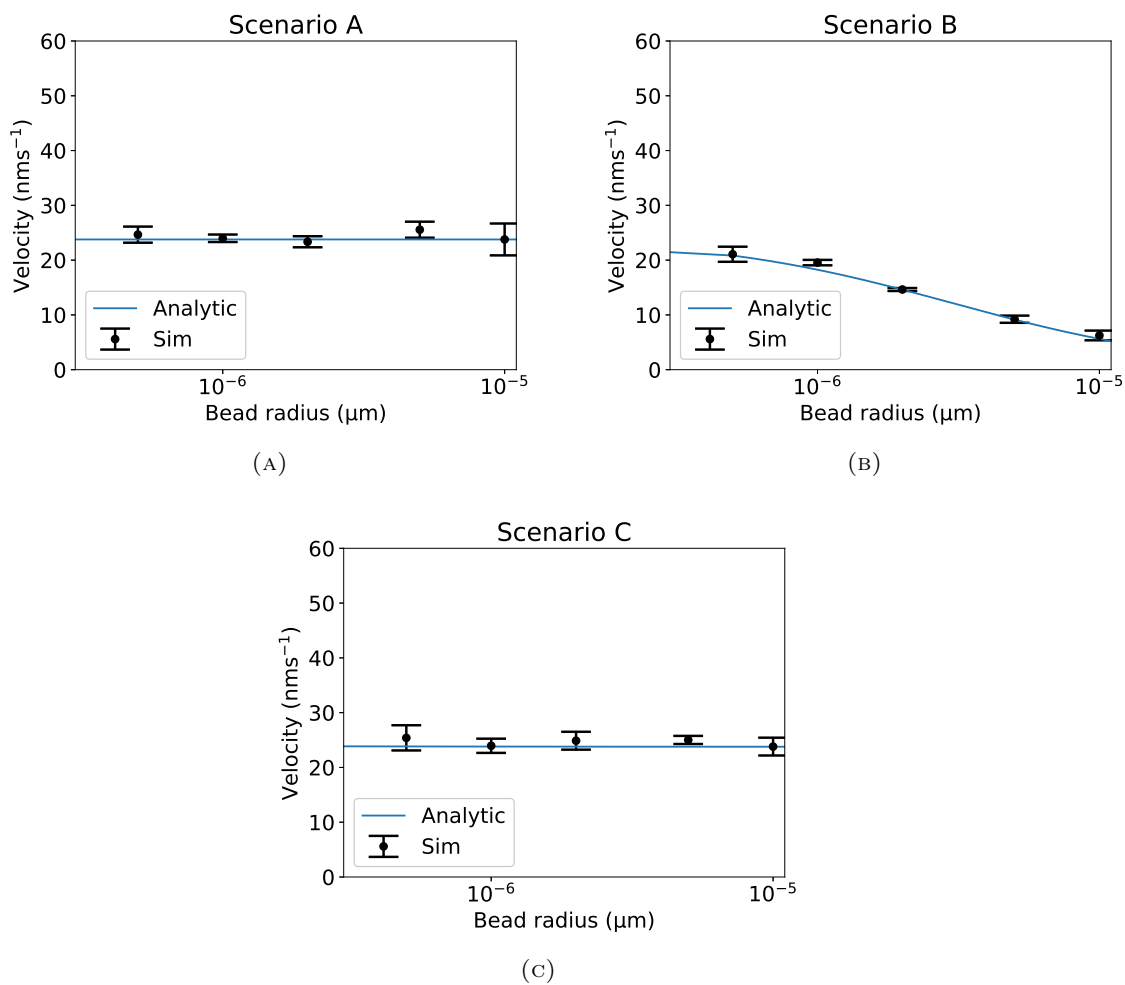 Scenario A
60
50
40
30
20
10
0
Velocity (nms⁻¹)
Analytic
Sim
10⁻⁶
10⁻⁵
Bead radius (μm)
(A)
Scenario B
60
50
40
30
20
10
0
Velocity (nms⁻¹)
Analytic
Sim
10⁻⁶
10⁻⁵
Bead radius (μm)
(B)
Scenario C
60
50
40
30
20
10
0
Velocity (nms⁻¹)
Analytic
Sim
10⁻⁶
10⁻⁵
Bead radius (μm)
(C)